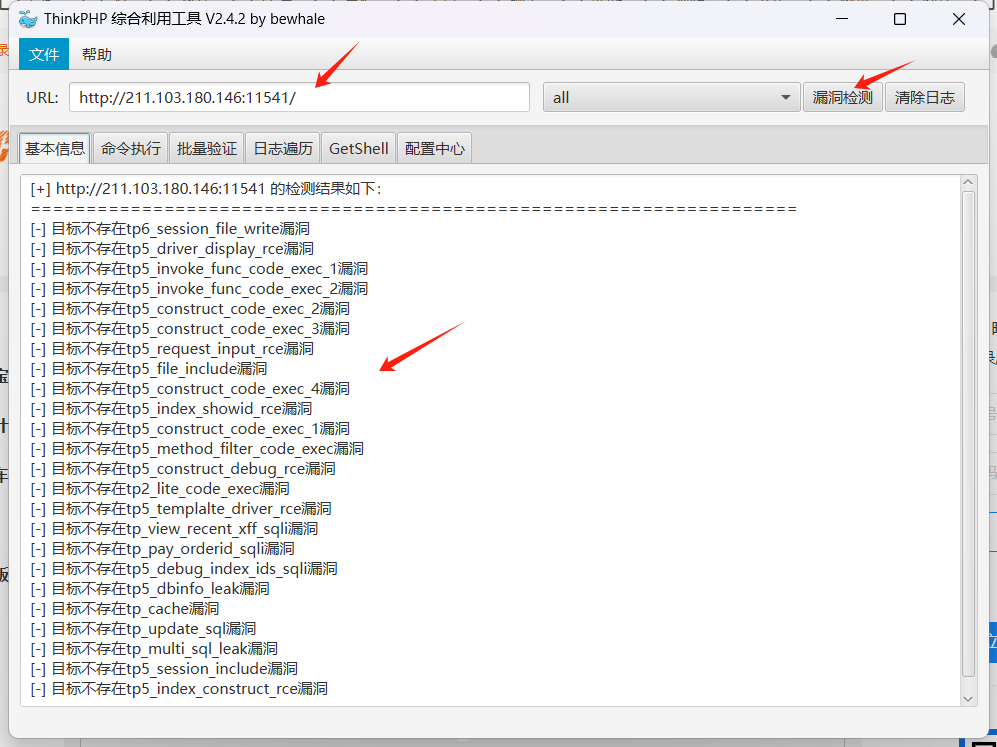 ThinkPHP 综合利用工具 V2.4.2 by bewhale
文件 帮助
URL: http://211.103.180.146:11541/ all 漏洞检测 清除日志
基本信息 命令执行 批量验证 日志遍历 GetShell 配置中心
[+] http://211.103.180.146:11541 的检测结果如下：
=====================================================================
[-] 目标不存在tp6_session_file_write漏洞
[-] 目标不存在tp5_driver_display_rce漏洞
[-] 目标不存在tp5_invoke_func_code_exec_1漏洞
[-] 目标不存在tp5_invoke_func_code_exec_2漏洞
[-] 目标不存在tp5_construct_code_exec_2漏洞
[-] 目标不存在tp5_construct_code_exec_3漏洞
[-] 目标不存在tp5_request_input_rce漏洞
[-] 目标不存在tp5_file_include漏洞
[-] 目标不存在tp5_construct_code_exec_4漏洞
[-] 目标不存在tp5_index_showid_rce漏洞
[-] 目标不存在tp5_construct_code_exec_1漏洞
[-] 目标不存在tp5_method_filter_code_exec漏洞
[-] 目标不存在tp5_construct_debug_rce漏洞
[-] 目标不存在tp2_lite_code_exec漏洞
[-] 目标不存在tp5_templalte_driver_rce漏洞
[-] 目标不存在tp_view_recent_xff_sqli漏洞
[-] 目标不存在tp_pay_orderid_sqli漏洞
[-] 目标不存在tp5_debug_index_ids_sqli漏洞
[-] 目标不存在tp5_dbinfo_leak漏洞
[-] 目标不存在tp_cache漏洞
[-] 目标不存在tp_update_sql漏洞
[-] 目标不存在tp_multi_sql_leak漏洞
[-] 目标不存在tp5_session_include漏洞
[-] 目标不存在tp5_index_construct_rce漏洞